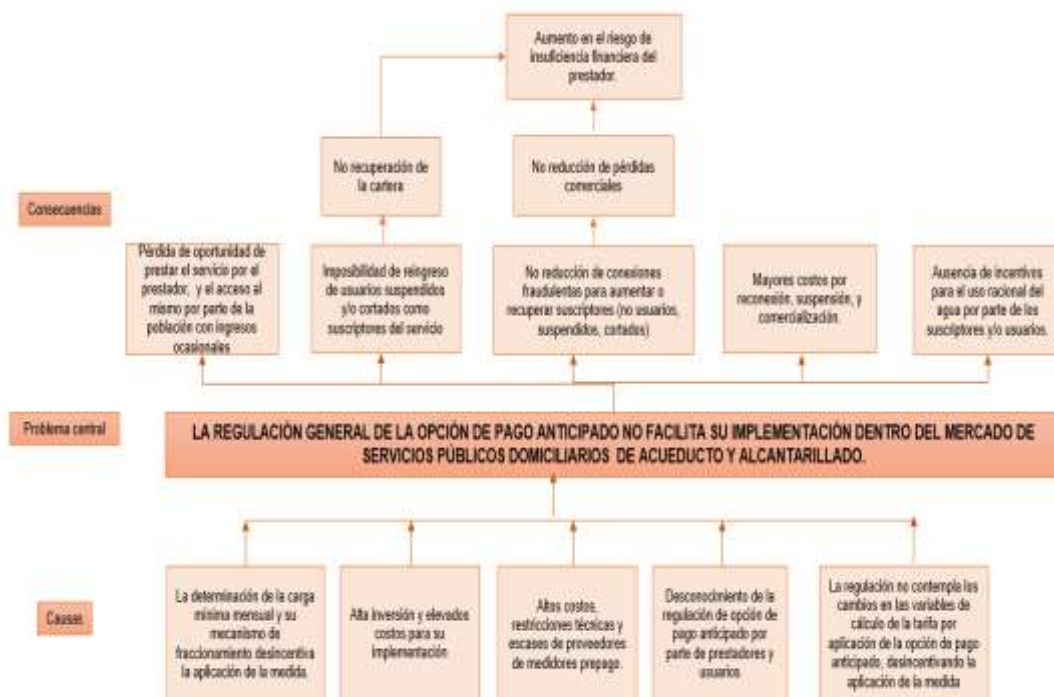 Aumento en el riesgo de
insuficiencia financiera del
prestador.
No recuperación de
la cartera
No reducción de pérdidas
comerciales
Consecuencias
Pérdida de oportunidad de
prestar el servicio por el
prestador, y el acceso al
mismo por parte de la
población con ingresos
ocasionales
Imposibilidad de reingreso
de usuarios suspendidos
y/o cortados como
suscriptores del servicio
No reducción de conexiones
fraudulentas para aumentar o
recuperar suscriptores (no usuarios,
suspendidos, cortados)
Mayores costos por
reconexión, suspensión, y
comercialización.
Ausencia de incentivos
para el uso racional del
agua por parte de los
suscriptores y/o usuarios.
Problema central
LA REGULACIÓN GENERAL DE LA OPCIÓN DE PAGO ANTICIPADO NO FACILITA SU IMPLEMENTACIÓN DENTRO DEL MERCADO DE
SERVICIOS PÚBLICOS DOMICILIARIOS DE ACUEDUCTO Y ALCANTARILLADO.
Causas
La determinación de la carga
mínima mensual y su
mecanismo de
fraccionamiento desincentiva
la aplicación de la medida.
Alta inversión y elevados
costos para su
implementación
Altos costos,
restricciones técnicas y
escases de proveedores
de medidores prepago.
Desconocimiento de la
regulación de opción de
pago anticipado por
parte de prestadores y
usuarios
La regulación no contempla los
cambios en las variables de
cálculo de la tarifa por
aplicación de la opción de pago
anticipado, desincentivando la
aplicación de la medida